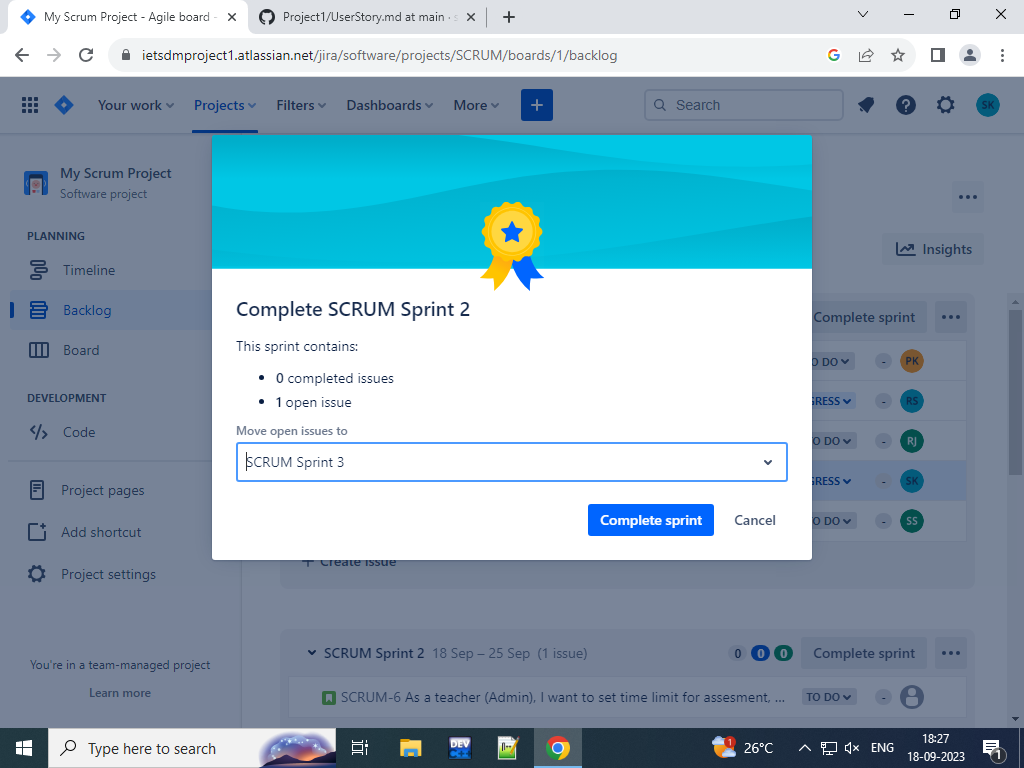 My Scrum Project - Agile board -
Project1/UserStory.md at main · s
ietsdmproject1.atlassian.net/jira/software/projects/SCRUM/boards/1/backlog
Your work
Projects
Filters
Dashboards
More
Search
SK
My Scrum Project
Software project
PLANNING
Timeline
Backlog
Board
DEVELOPMENT
Code
Project pages
Add shortcut
Project settings
You're in a team-managed project
Learn more
Insights
Complete sprint
O DO - PK
GRESS - RS
O DO - RJ
GRESS - SK
O DO - SS
Complete SCRUM Sprint 2
This sprint contains:
• 0 completed issues
• 1 open issue
Move open issues to
SCRUM Sprint 3
Complete sprint
Cancel
+ Create issue
SCRUM Sprint 2 18 Sep – 25 Sep (1 issue) 0 0 0 Complete sprint
SCRUM-6 As a teacher (Admin), I want to set time limit for assesment, ... TO DO -
Type here to search
DEV
1
26°C
ENG
18:27
18-09-2023
1